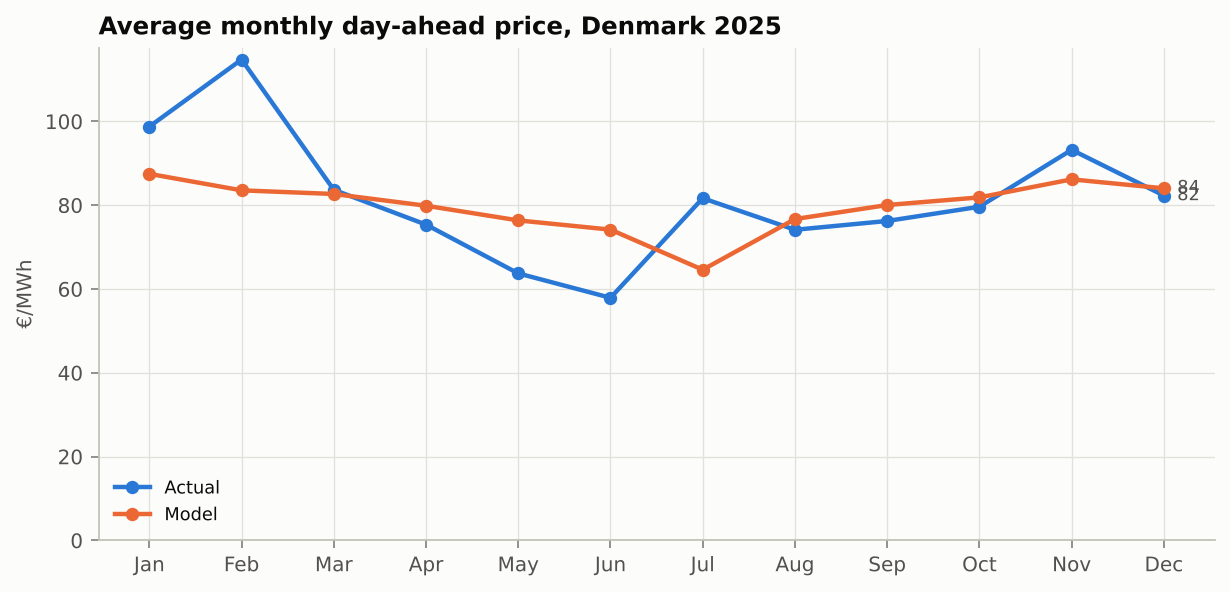 Average monthly day-ahead price, Denmark 2025
€/MWh
100
80
60
40
20
0
84
82
Actual
Model
Jan Feb Mar Apr May Jun Jul Aug Sep Oct Nov Dec